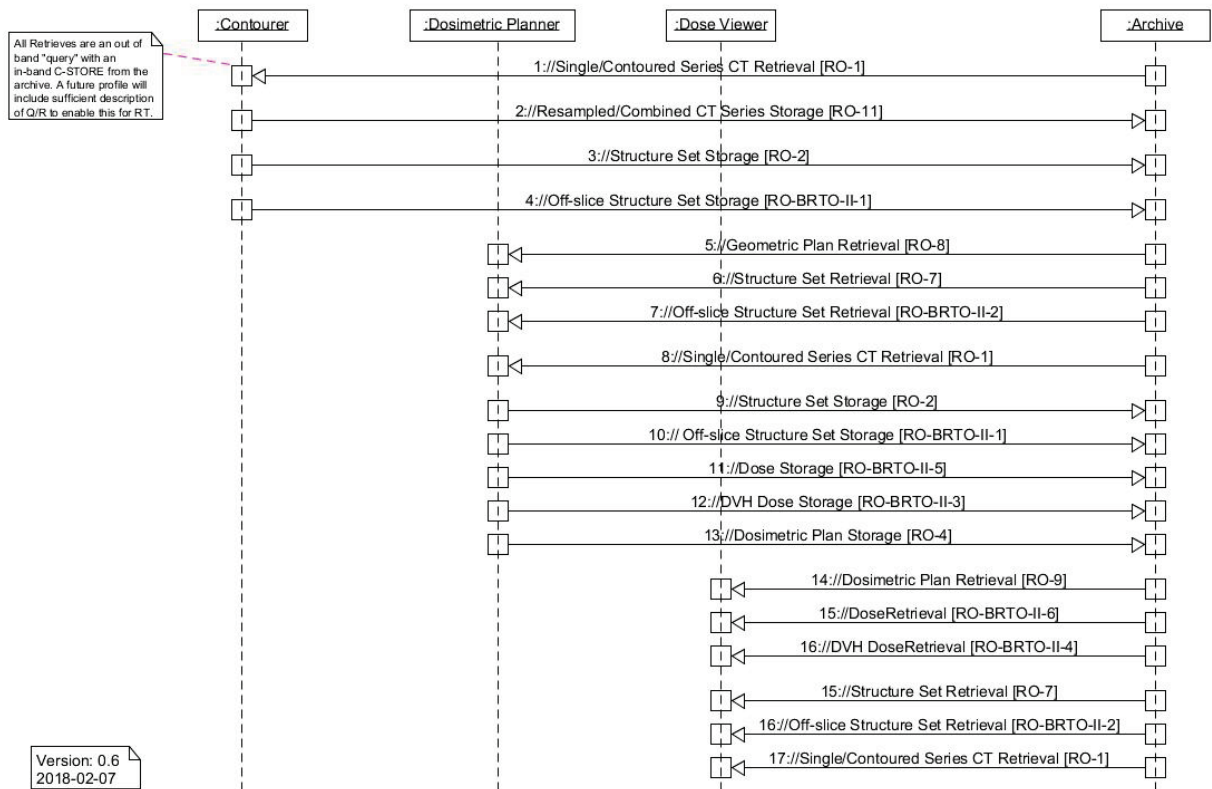 :Contourer
:Dosimetric Planner
:Dose Viewer
:Archive
All Retrieves are an out of
band "query" with an
in-band C-STORE from the
archive. A future profile will
include sufficient description
of Q/R to enable this for RT.
1://Single/Contoured Series CT Retrieval [RO-1]
2://Resampled/Combined CT Series Storage [RO-11]
3://Structure Set Storage [RO-2]
4://Off-slice Structure Set Storage [RO-BRTO-II-1]
5://Geometric Plan Retrieval [RO-8]
6://Structure Set Retrieval [RO-7]
7://Off-slice Structure Set Retrieval [RO-BRTO-II-2]
8://Single/Contoured Series CT Retrieval [RO-1]
9://Structure Set Storage [RO-2]
10:// Off-slice Structure Set Storage [RO-BRTO-II-1]
11://Dose Storage [RO-BRTO-II-5]
12://DVH Dose Storage [RO-BRTO-II-3]
13://Dosimetric Plan Storage [RO-4]
14://Dosimetric Plan Retrieval [RO-9]
15://DoseRetrieval [RO-BRTO-II-6]
16://DVH DoseRetrieval [RO-BRTO-II-4]
15://Structure Set Retrieval [RO-7]
16://Off-slice Structure Set Retrieval [RO-BRTO-II-2]
17://Single/Contoured Series CT Retrieval [RO-1]
Version: 0.6
2018-02-07